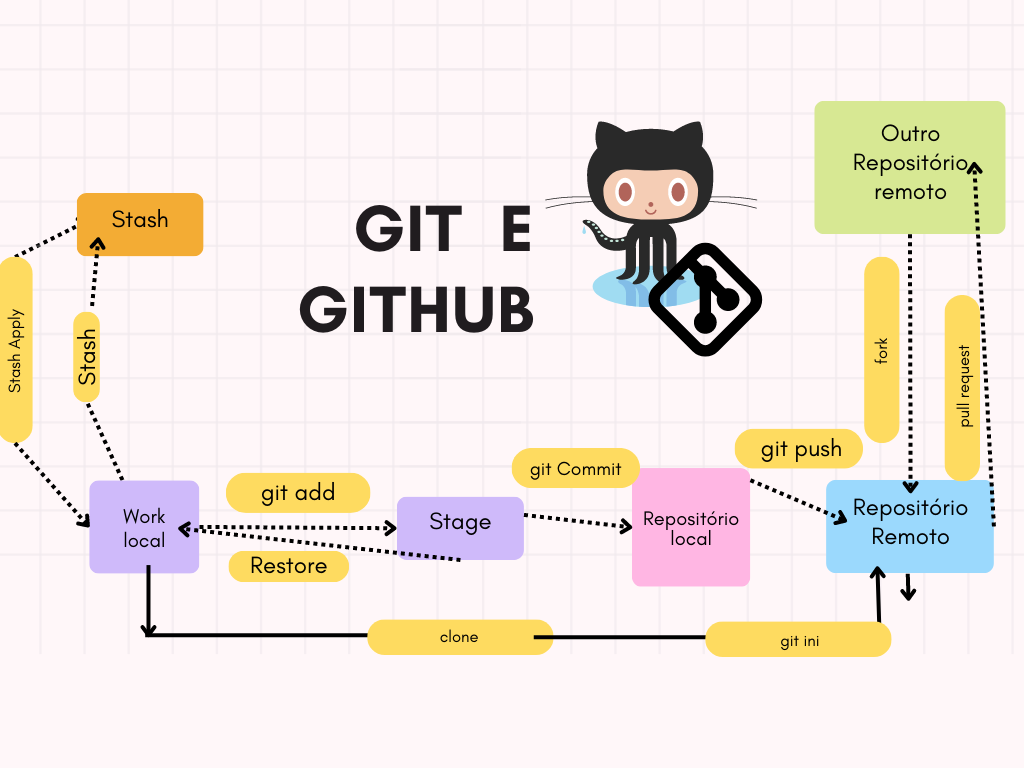 Outro
Repositório
remoto
Stash
GIT E
GITHUB
Stash Apply
Stash
fork
pull request
git push
git Commit
git add
Work
local
Stage
Repositório
local
Repositório
Remoto
Restore
clone
git ini